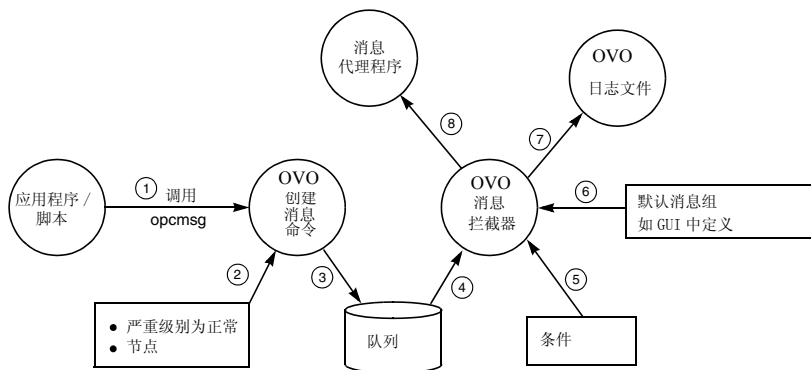 消息
代理程序
OVO
日志文件
⑧
⑦
应用程序 /
脚本
①
调用
opcmsg
OVO
创建
消息
命令
OVO
消息
拦截器
⑥
默认消息组
如 GUI 中定义
②
③
④
⑤
● 严重级别为正常
● 节点
队列
条件